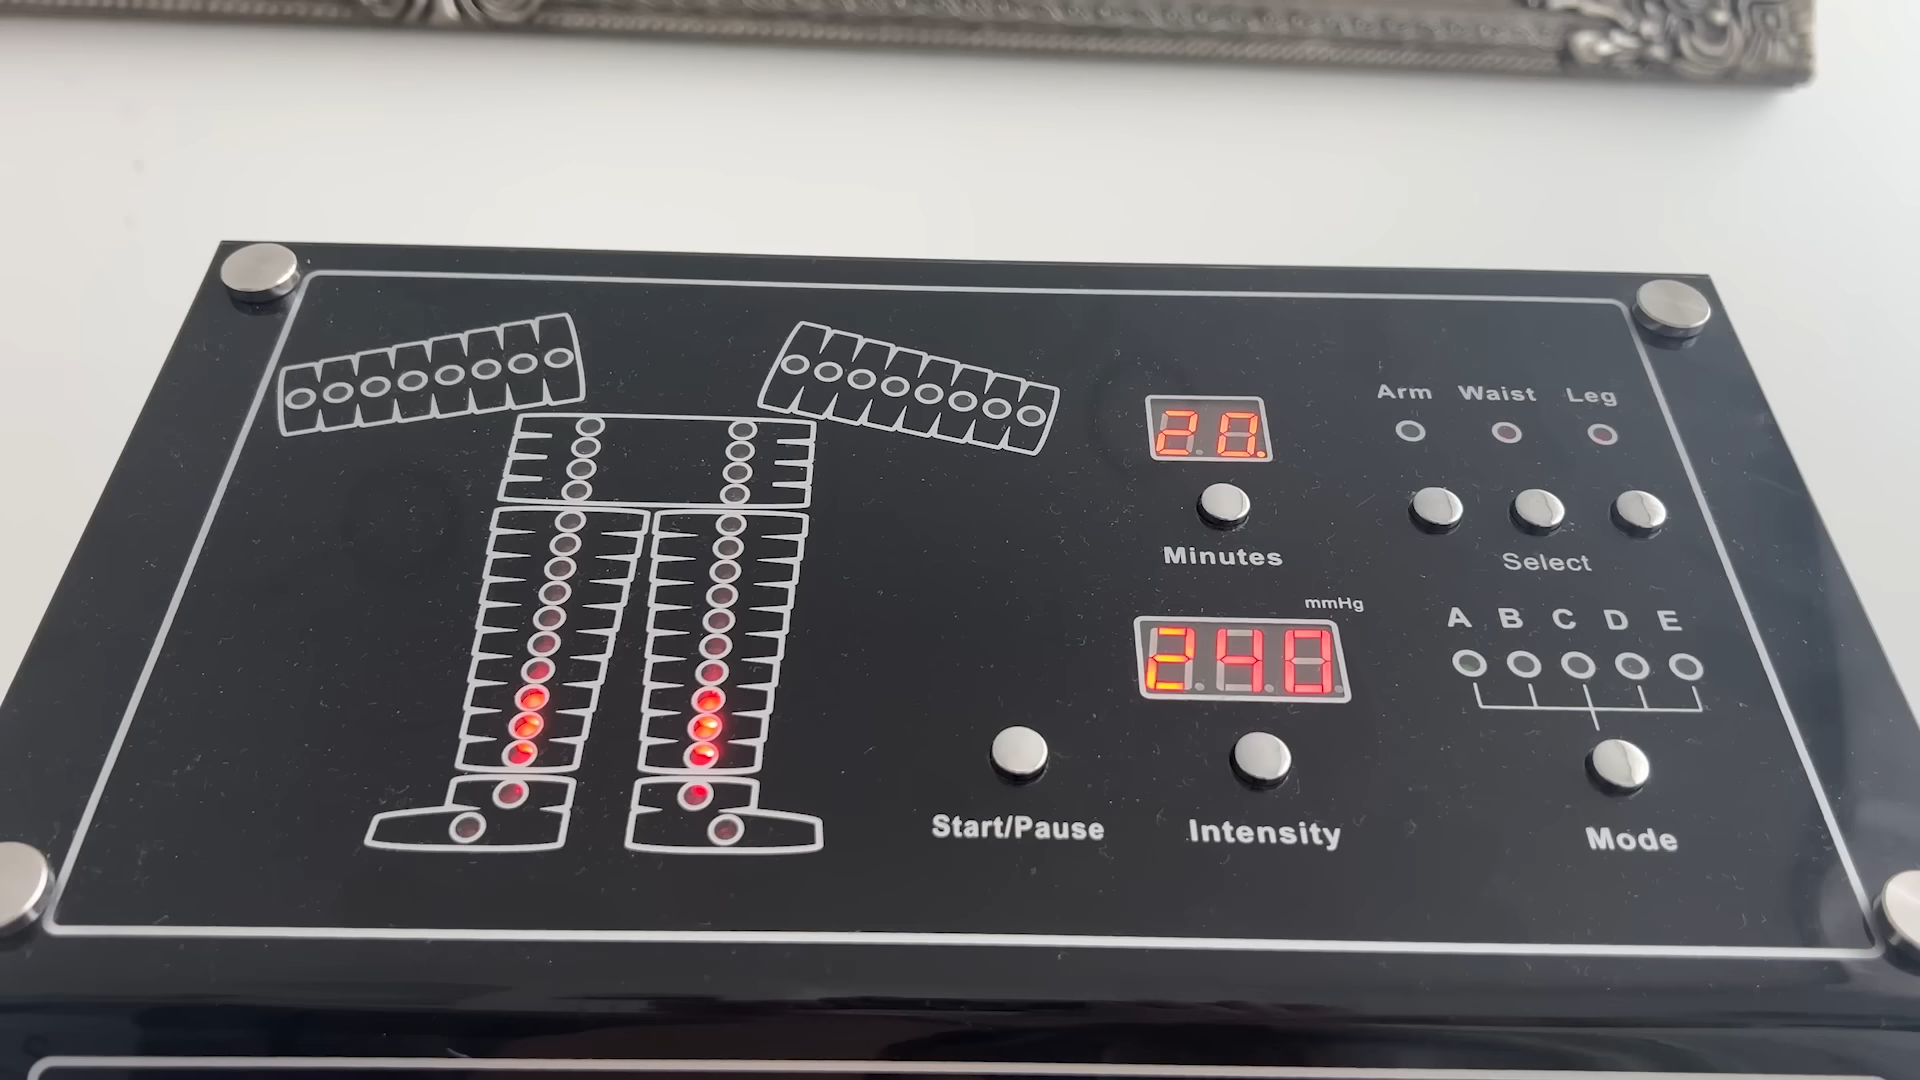 Arm Waist Leg
20.
Minutes
Select
mmHg
240
A B C D E
Start/Pause
Intensity
Mode